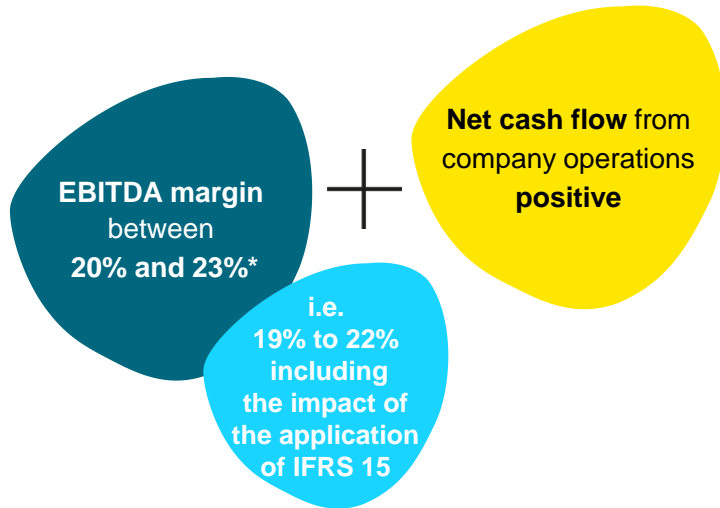 EBITDA margin
between
20% and 23%*
Net cash flow from
company operations
positive
i.e.
19% to 22%
including
the impact of
the application
of IFRS 15